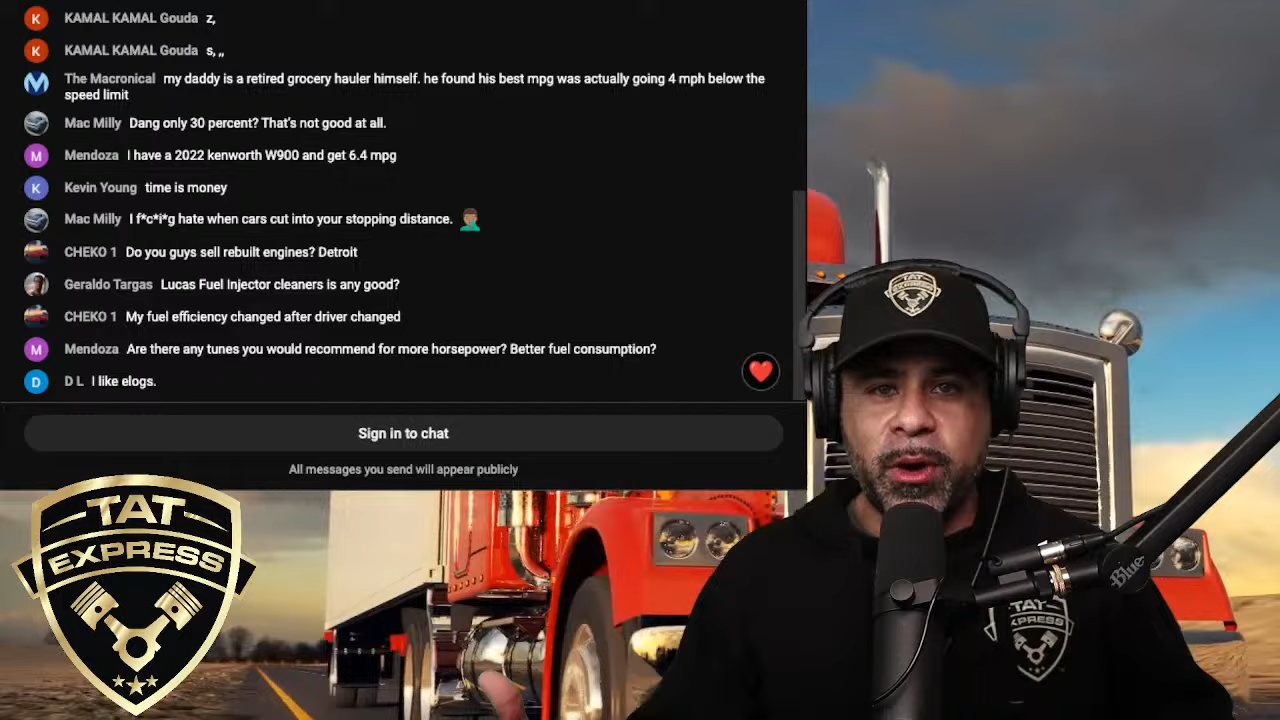 K KAMAL KAMAL Gouda z,
K KAMAL KAMAL Gouda s, ,,
The Macronical my daddy is a retired grocery hauler himself. he found his best mpg was actually going 4 mph below the
speed limit
Mac Milly Dang only 30 percent? That's not good at all.
M Mendoza I have a 2022 kenworth W900 and get 6.4 mpg
K Kevin Young time is money
Mac Milly I f*c*i*g hate when cars cut into your stopping distance. 🤦🏽‍♂️
CHEKO 1 Do you guys sell rebuilt engines? Detroit
Geraldo Targas Lucas Fuel Injector cleaners is any good?
CHEKO 1 My fuel efficiency changed after driver changed
M Mendoza Are there any tunes you would recommend for more horsepower? Better fuel consumption?
D D L I like elogs.
Sign in to chat
All messages you send will appear publicly
TAT
EXPRESS
TAT
EXPRESS
Blue
TAT
EXPRESS